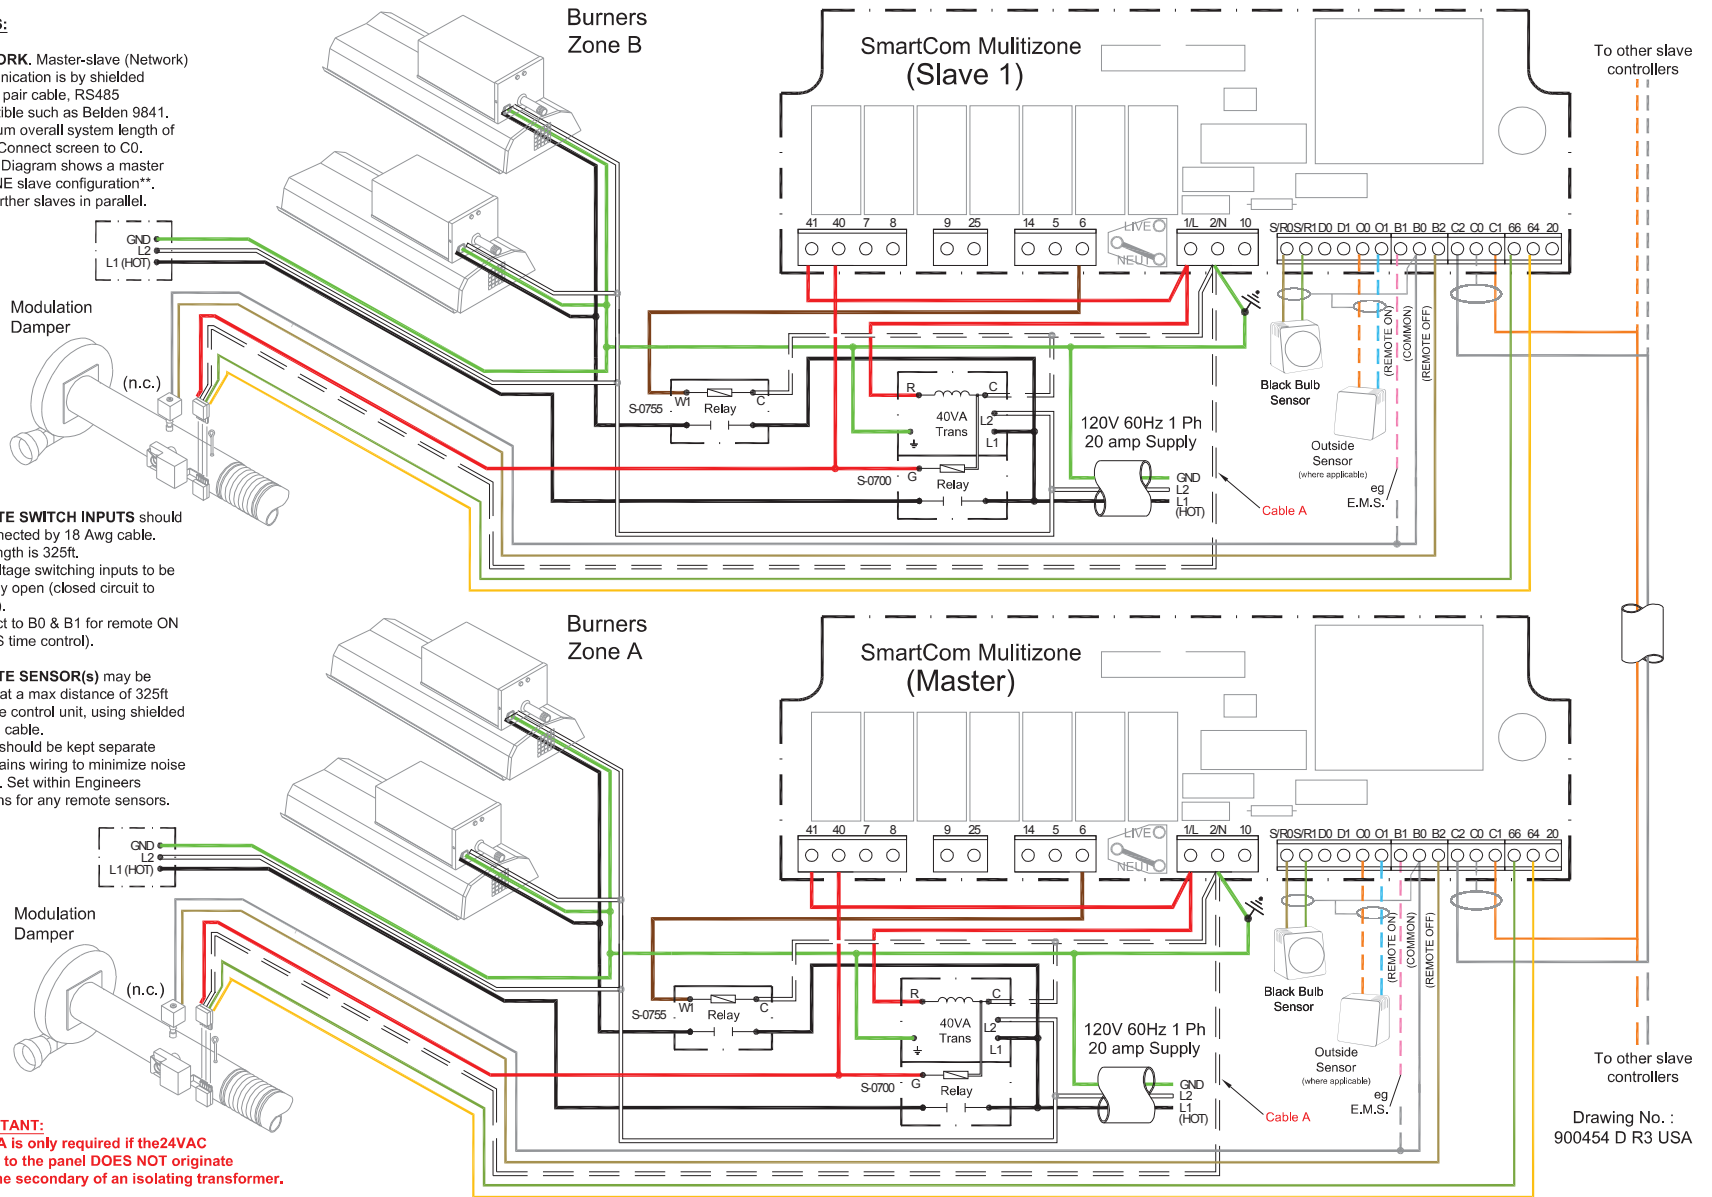 S:
ORK. Master-slave (Network)
nication is by shielded
pair cable, RS485
tible such as Belden 9841.
um overall system length of
Connect screen to C0.
Diagram shows a master
NE slave configuration**.
rther slaves in parallel.
Burners
Zone B
SmartCom Mulitizone
(Slave 1)
To other slave
controllers
41 40 7 8 9 25 14 5 6 LIVE NEUT 1/L 2/N 10
S/R0 S/R1 D0 D1 O0 O1 B1 B0 B2 C2 C0 C1 66 64 20
GND
L2
L1 (HOT)
Modulation
Damper
(n.c.)
S-0755 W1 Relay C
R C
40VA
Trans
L2
L1
S-0700 G Relay
120V 60Hz 1 Ph
20 amp Supply
GND
L2
L1
(HOT)
Cable A
Black Bulb
Sensor
Outside
Sensor
(where applicable)
(REMOTE ON)
(COMMON)
(REMOTE OFF)
eg
E.M.S.
TE SWITCH INPUTS should
nected by 18 Awg cable.
ngth is 325ft.
ltage switching inputs to be
y open (closed circuit to
).
ct to B0 & B1 for remote ON
S time control).
TE SENSOR(s) may be
at a max distance of 325ft
e control unit, using shielded
cable.
should be kept separate
ains wiring to minimize noise
. Set within Engineers
ns for any remote sensors.
Burners
Zone A
SmartCom Mulitizone
(Master)
41 40 7 8 9 25 14 5 6 LIVE NEUT 1/L 2/N 10
S/R0 S/R1 D0 D1 O0 O1 B1 B0 B2 C2 C0 C1 66 64 20
GND
L2
L1 (HOT)
Modulation
Damper
(n.c.)
S-0755 W1 Relay C
R C
40VA
Trans
L2
L1
S-0700 G Relay
120V 60Hz 1 Ph
20 amp Supply
GND
L2
L1
(HOT)
Cable A
Black Bulb
Sensor
Outside
Sensor
(where applicable)
(REMOTE ON)
(COMMON)
(REMOTE OFF)
eg
E.M.S.
To other slave
controllers
Drawing No. :
900454 D R3 USA
TANT:
A is only required if the24VAC
to the panel DOES NOT originate
ne secondary of an isolating transformer.